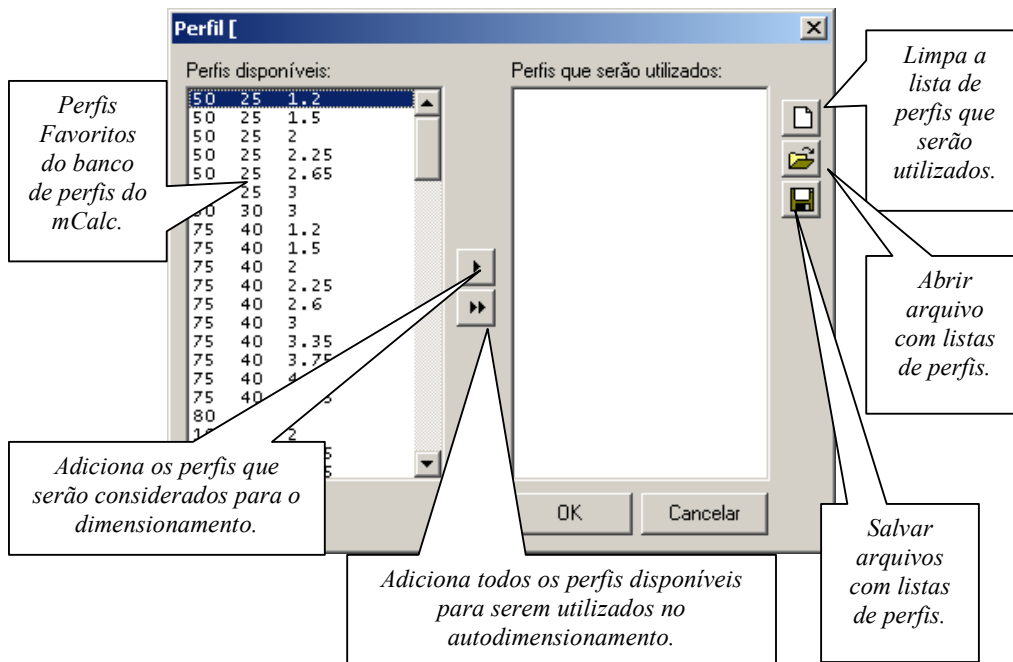 Perfil [
Perfis disponíveis:
Perfis que serão utilizados:
50 25 1.2
50 25 1.5
50 25 2
50 25 2.25
50 25 2.65
25 3
30 3
75 40 1.2
75 40 1.5
75 40 2
75 40 2.25
75 40 2.6
75 40 3
75 40 3.35
75 40 3.75
75 40
75 40
80
2
OK
Cancelar
Perfis
Favoritos
do banco
de perfis do
mCalc.
Limpa a
lista de
perfis que
serão
utilizados.
Abrir
arquivo
com listas
de perfis.
Adiciona os perfis que
serão considerados para o
dimensionamento.
Adiciona todos os perfis disponíveis
para serem utilizados no
autodimensionamento.
Salvar
arquivos
com listas
de perfis.